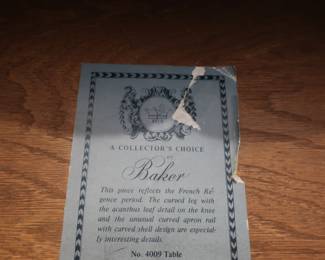 A COLLECTOR'S CHOICE
BY
Baker
This piece reflects the French Ré-
gence period. The curved leg with
the acanthus leaf detail on the knee
and the unusual curved apron rail
with carved shell design are especial-
ly interesting details.
No. 4009 Table